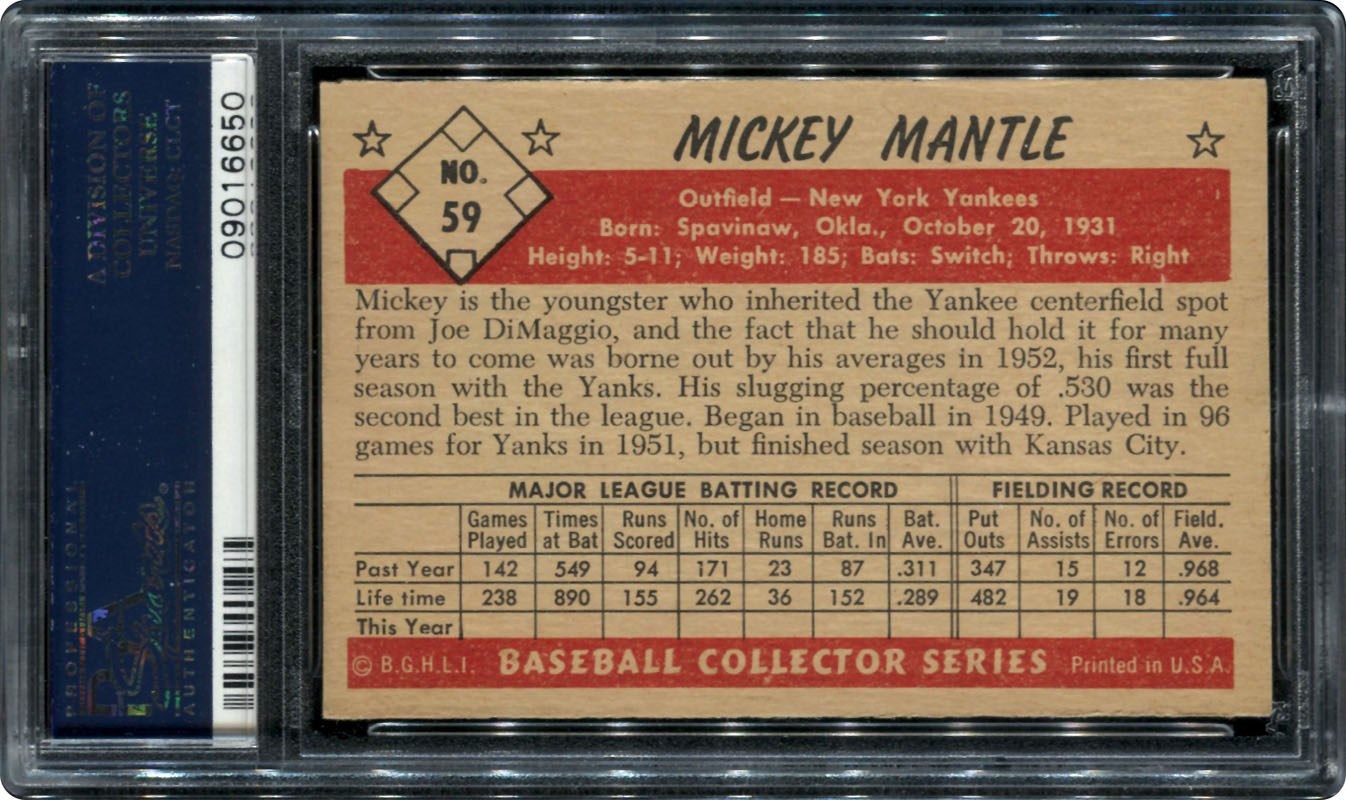 A DIVISION OF
COLLECTORS
UNIVERSE
NASDAQ: CLCT
09016650
PROFESSIONAL
AUTHENTICATOR
NO.
59
MICKEY MANTLE
Outfield — New York Yankees
Born: Spavinaw, Okla., October 20, 1931
Height: 5-11; Weight: 185; Bats: Switch; Throws: Right
Mickey is the youngster who inherited the Yankee centerfield spot
from Joe DiMaggio, and the fact that he should hold it for many
years to come was borne out by his averages in 1952, his first full
season with the Yanks. His slugging percentage of .530 was the
second best in the league. Began in baseball in 1949. Played in 96
games for Yanks in 1951, but finished season with Kansas City.
MAJOR LEAGUE BATTING RECORD FIELDING RECORD
Games Times Runs No. of Home Runs Bat. Put No. of No. of Field.
Played at Bat Scored Hits Runs Bat. In Ave. Outs Assists Errors Ave.
Past Year 142 549 94 171 23 87 .311 347 15 12 .968
Life time 238 890 155 262 36 152 .289 482 19 18 .964
This Year
© B.G.H.L.I. BASEBALL COLLECTOR SERIES Printed in U.S.A.